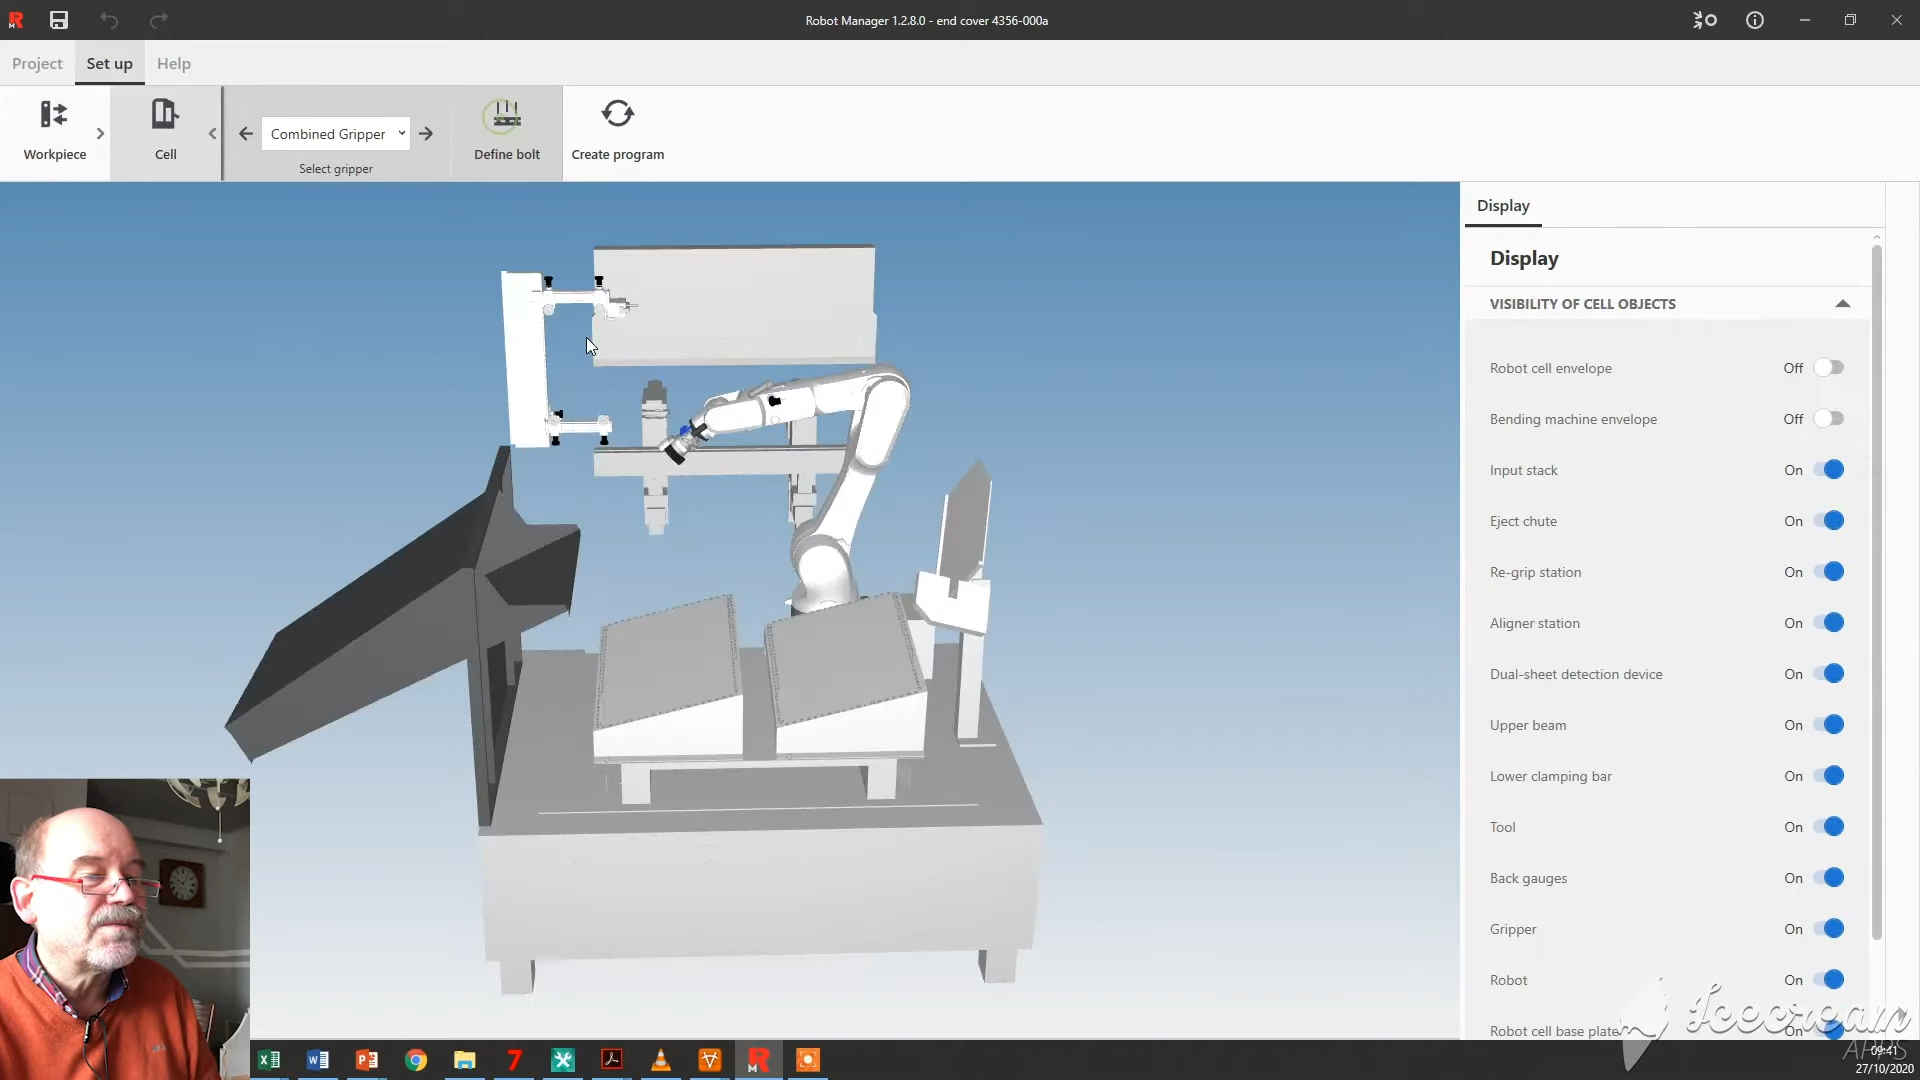 Robot Manager 1.2.8.0 - end cover 4356-000a
Project
Set up
Help
Workpiece
Cell
Combined Gripper
Select gripper
Define bolt
Create program
Display
Display
VISIBILITY OF CELL OBJECTS
Robot cell envelope Off
Bending machine envelope Off
Input stack On
Eject chute On
Re-grip station On
Aligner station On
Dual-sheet detection device On
Upper beam On
Lower clamping bar On
Tool On
Back gauges On
Gripper On
Robot On
Robot cell base plate On
Icecream
APPS
09:41
27/10/2020